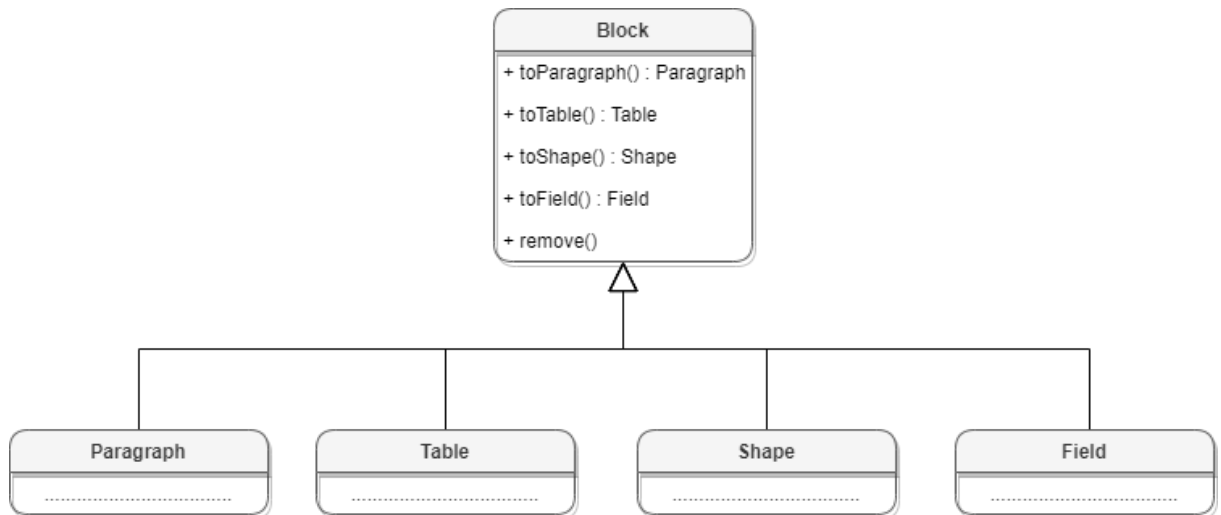 Block
+ toParagraph() : Paragraph
+ toTable() : Table
+ toShape() : Shape
+ toField() : Field
+ remove()
Paragraph
Table
Shape
Field
.....................................
.....................................
.....................................
.....................................